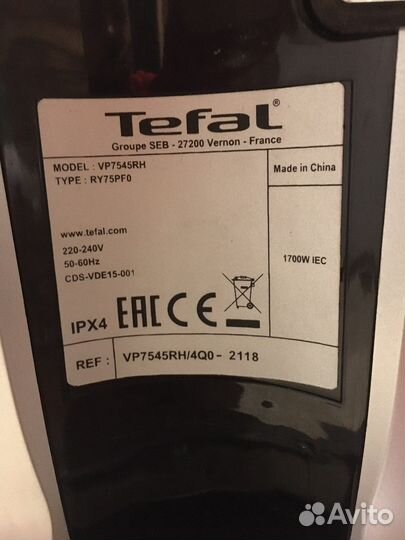 Tefal®
Groupe SEB - 27200 Vernon - France
MODEL : VP7545RH
TYPE : RY75PF0
Made in China
www.tefal.com
220-240V
50-60Hz
CDS-VDE15-001
1700W IEC
IPX4 EAC CE
REF : VP7545RH/4Q0 - 2118
Avito